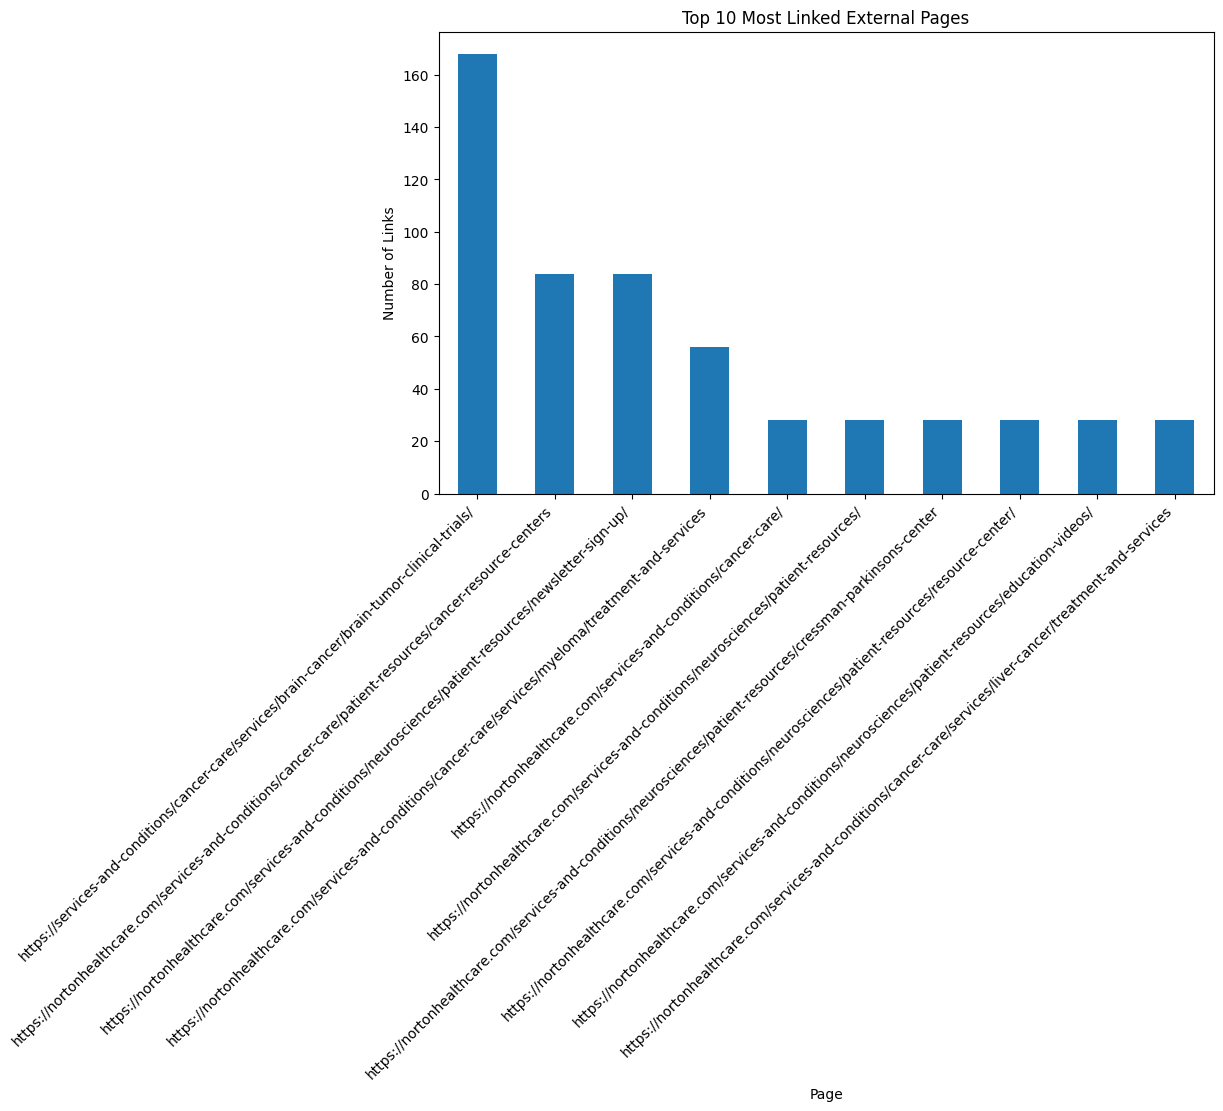 Top 10 Most Linked External Pages
Number of Links
160
140
120
100
80
60
40
20
0
https://services-and-conditions/cancer-care/services/brain-cancer/brain-tumor-clinical-trials/
https://nortonhealthcare.com/services-and-conditions/cancer-care/patient-resources/cancer-resource-centers
https://nortonhealthcare.com/services-and-conditions/neurosciences/patient-resources/newsletter-sign-up/
https://nortonhealthcare.com/services-and-conditions/cancer-care/services/myeloma/treatment-and-services
https://nortonhealthcare.com/services-and-conditions/cancer-care/
https://nortonhealthcare.com/services-and-conditions/neurosciences/patient-resources/
https://nortonhealthcare.com/services-and-conditions/neurosciences/patient-resources/cressman-parkinsons-center
https://nortonhealthcare.com/services-and-conditions/neurosciences/patient-resources/resource-center/
https://nortonhealthcare.com/services-and-conditions/neurosciences/patient-resources/education-videos/
https://nortonhealthcare.com/services-and-conditions/cancer-care/services/liver-cancer/treatment-and-services
Page